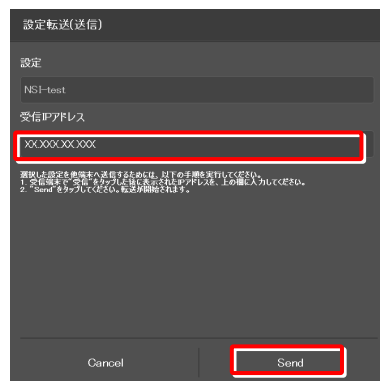 設定転送(送信)
設定
NSI-test
受信IPアドレス
XX.XXX.XX.XXX
選択した設定を他端末へ送信するためには、以下の手順を実行してください。
1. 受信端末で"受信"をタップした後に表示されたIPアドレスを、上の欄に入力してください。
2. "Send"をタップしてください。転送が開始されます。
Cancel
Send